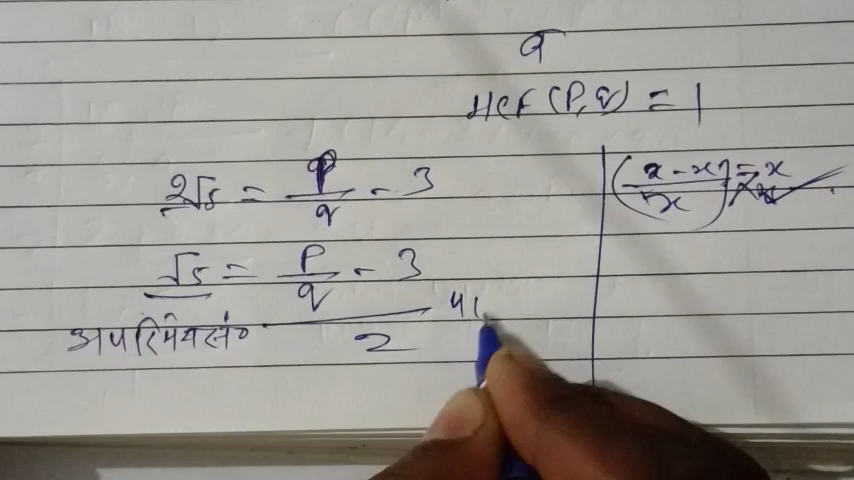 q
HCF (P, q) = 1
2√5 = P/q - 3
√5 = P/q - 3
अपरिमेय सं० 2